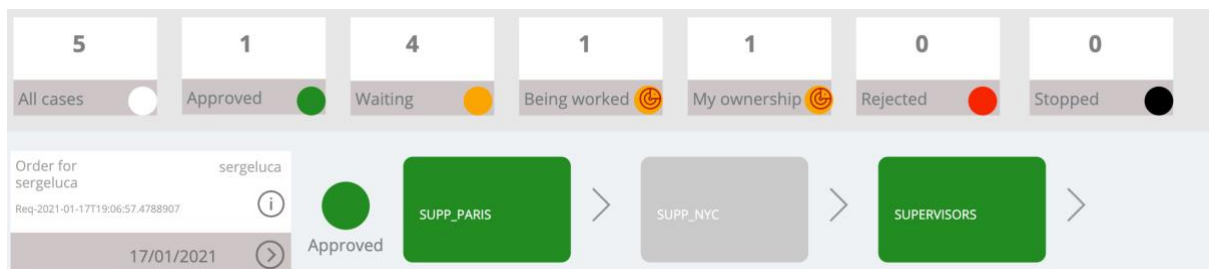 5
1
4
1
1
0
0
All cases
Approved
Waiting
Being worked
My ownership
Rejected
Stopped
Order for
sergeluca
sergeluca
Req-2021-01-17T19:06:57.4788907
i
17/01/2021
Approved
SUPP_PARIS
SUPP_NYC
SUPERVISORS